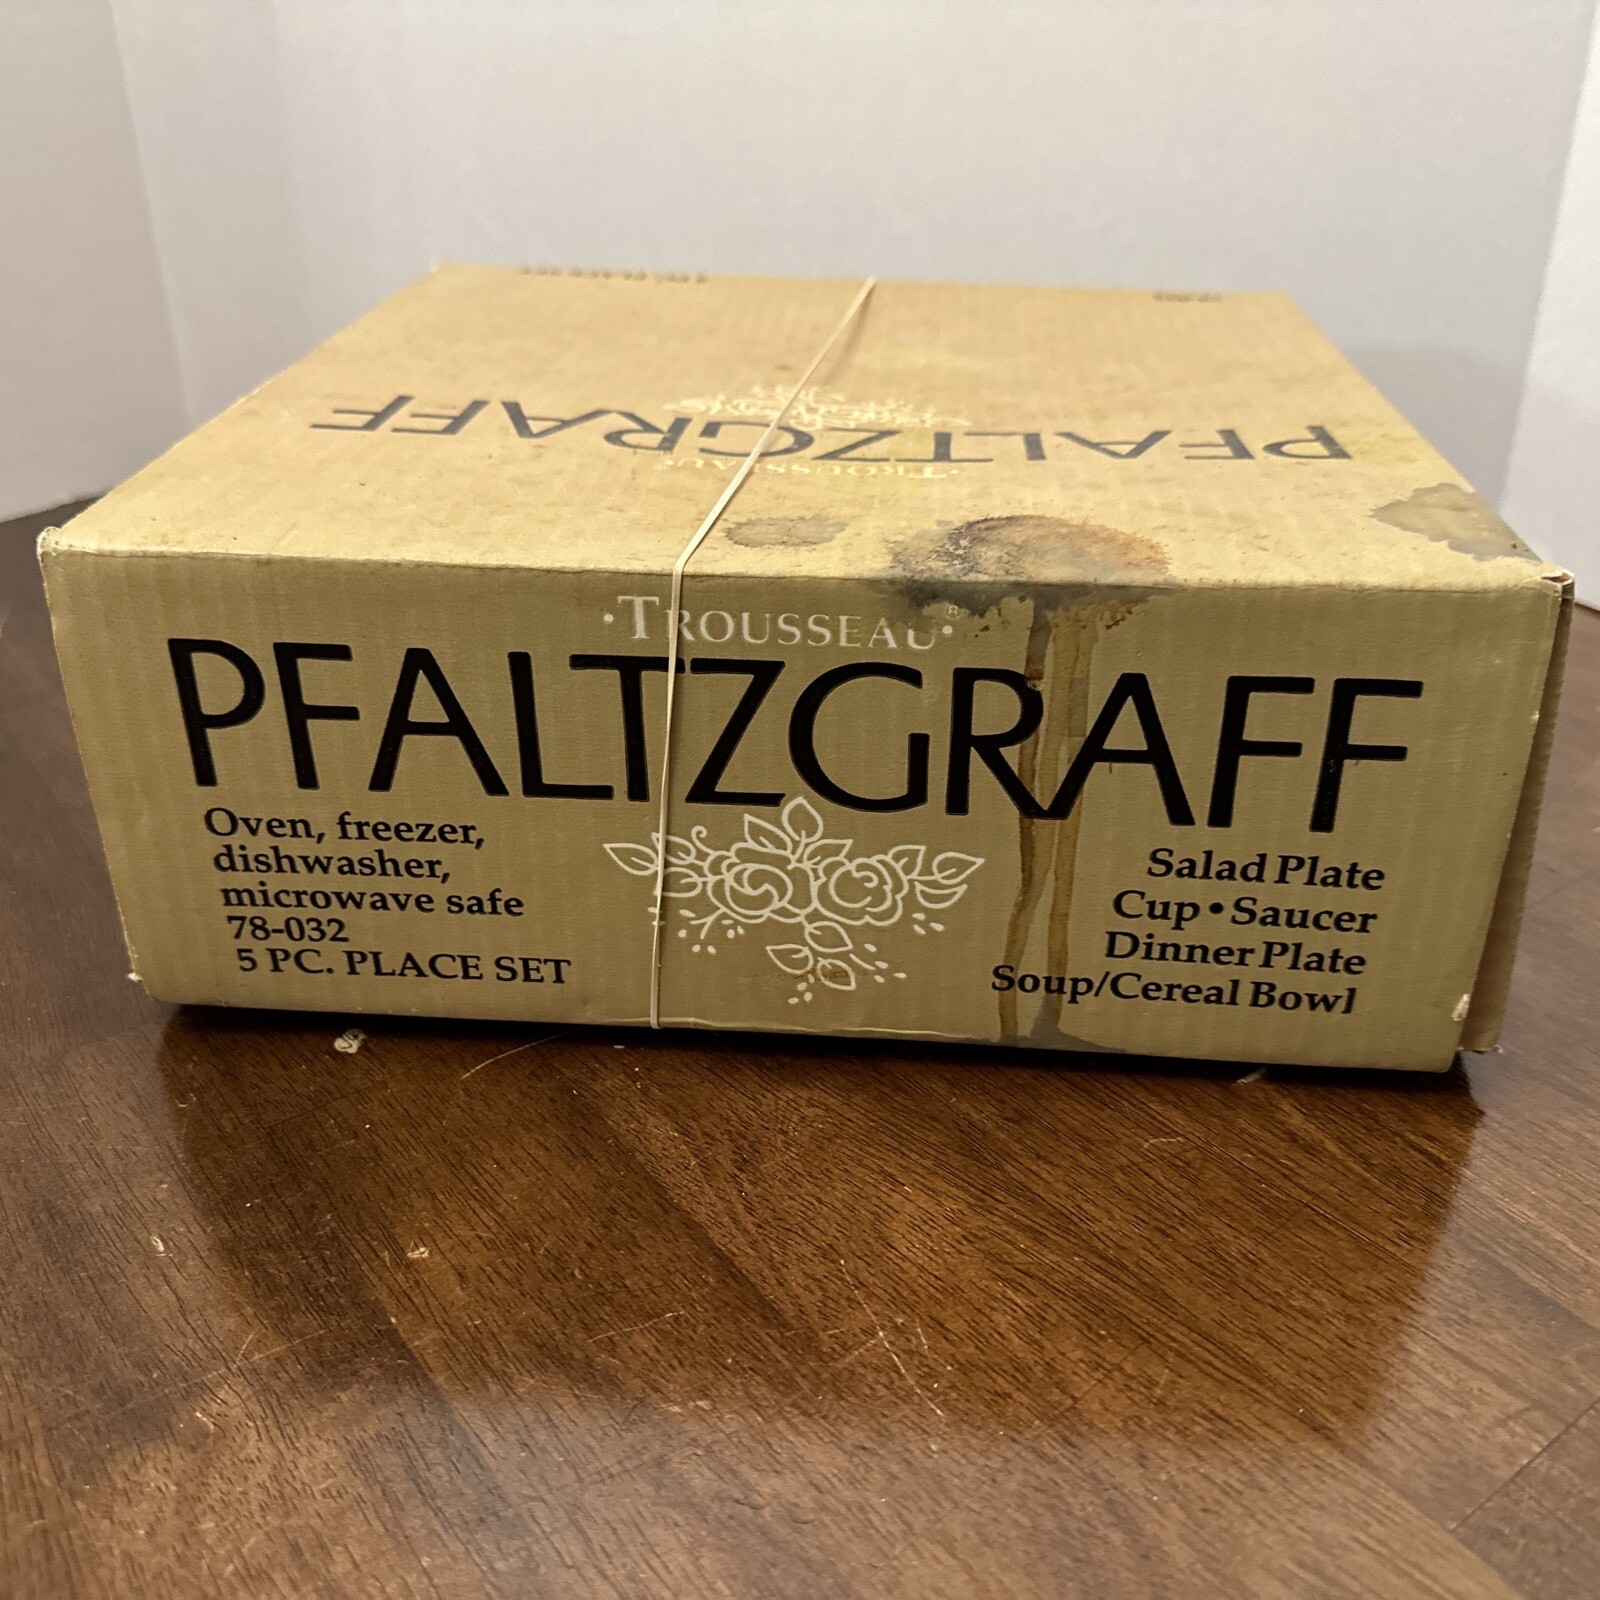 PFALTZGRAFF
·TROUSSEAU·
·TROUSSEAU®·
PFALTZGRAFF
Oven, freezer,
dishwasher,
microwave safe
78-032
5 PC. PLACE SET
Salad Plate
Cup • Saucer
Dinner Plate
Soup/Cereal Bowl